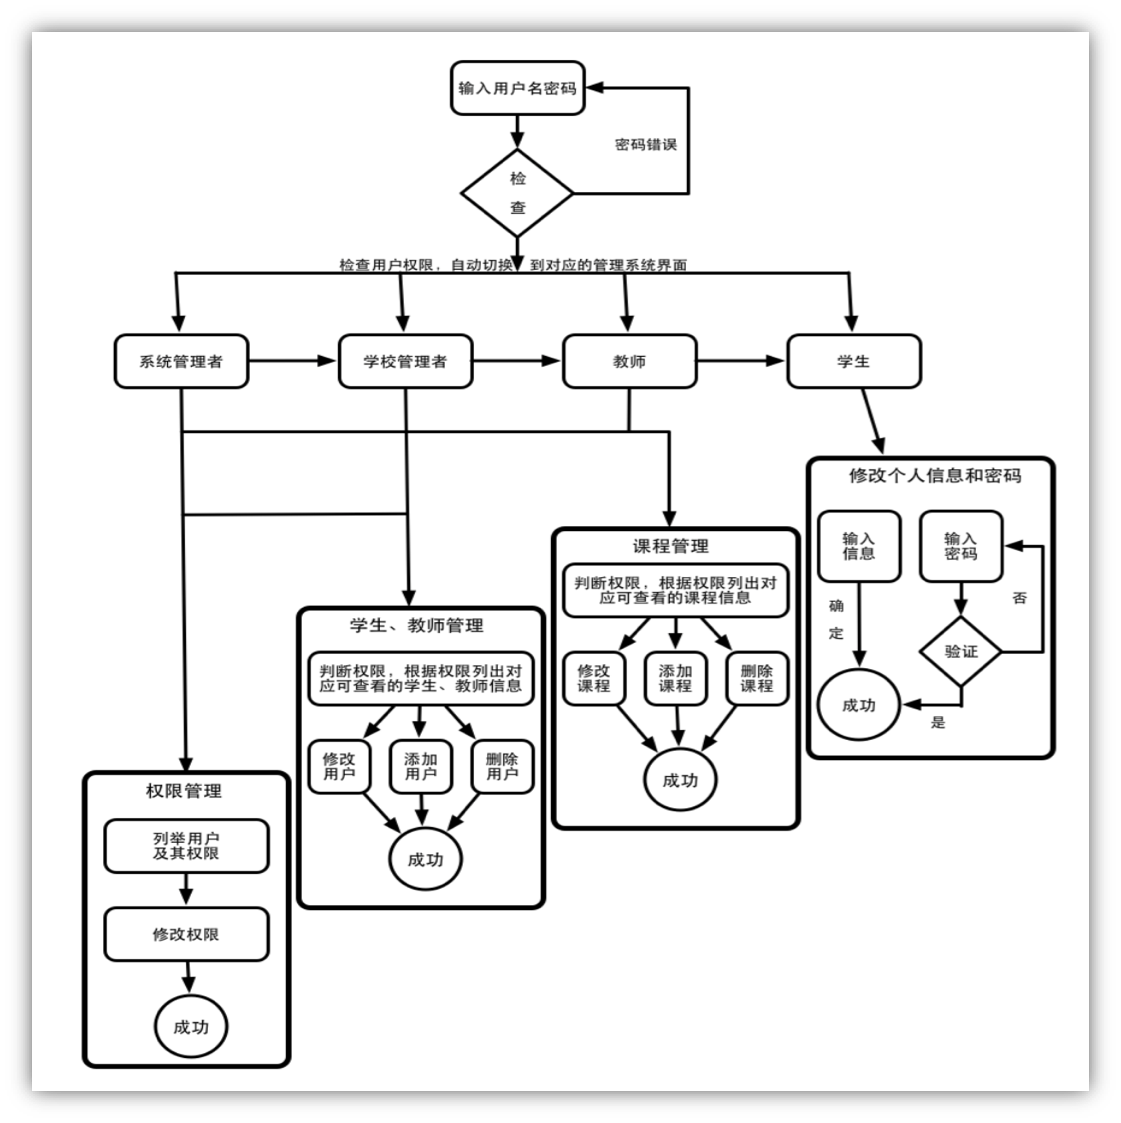 输入用户名密码
密码错误
检
查
检查用户权限，自动切换 到对应的管理系统界面
系统管理者
学校管理者
教师
学生
修改个人信息和密码
输入
信息
输入
密码
确
定
否
验证
成功
是
课程管理
判断权限，根据权限列出对
应可查看的课程信息
修改
课程
添加
课程
删除
课程
成功
学生、教师管理
判断权限，根据权限列出对
应可查看的学生、教师信息
修改
用户
添加
用户
删除
用户
成功
权限管理
列举用户
及其权限
修改权限
成功